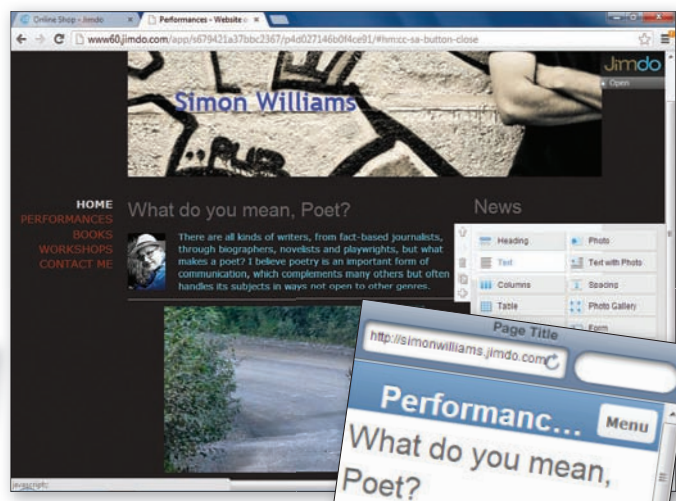 Online Shop - Jimdo
Performances - Website
www60.jimdo.com/app/s679421a37bbc2367/p4d027146b0f4ce91/#hm:cc-sa-button-close
Jimdo
Open
Simon Williams
HOME
PERFORMANCES
BOOKS
WORKSHOPS
CONTACT ME
What do you mean, Poet?
There are all kinds of writers, from fact-based journalists,
through biographers, novelists and playwrights, but what
makes a poet? I believe poetry is an important form of
communication, which complements many others but often
handles its subjects in ways not open to other genres.
News
Heading
Photo
Text
Text with Photo
Columns
Spacing
Table
Photo Gallery
Form
javascript:;
Page Title
http://simonwilliams.jimdo.com
Performanc...
Menu
What do you mean,
Poet?